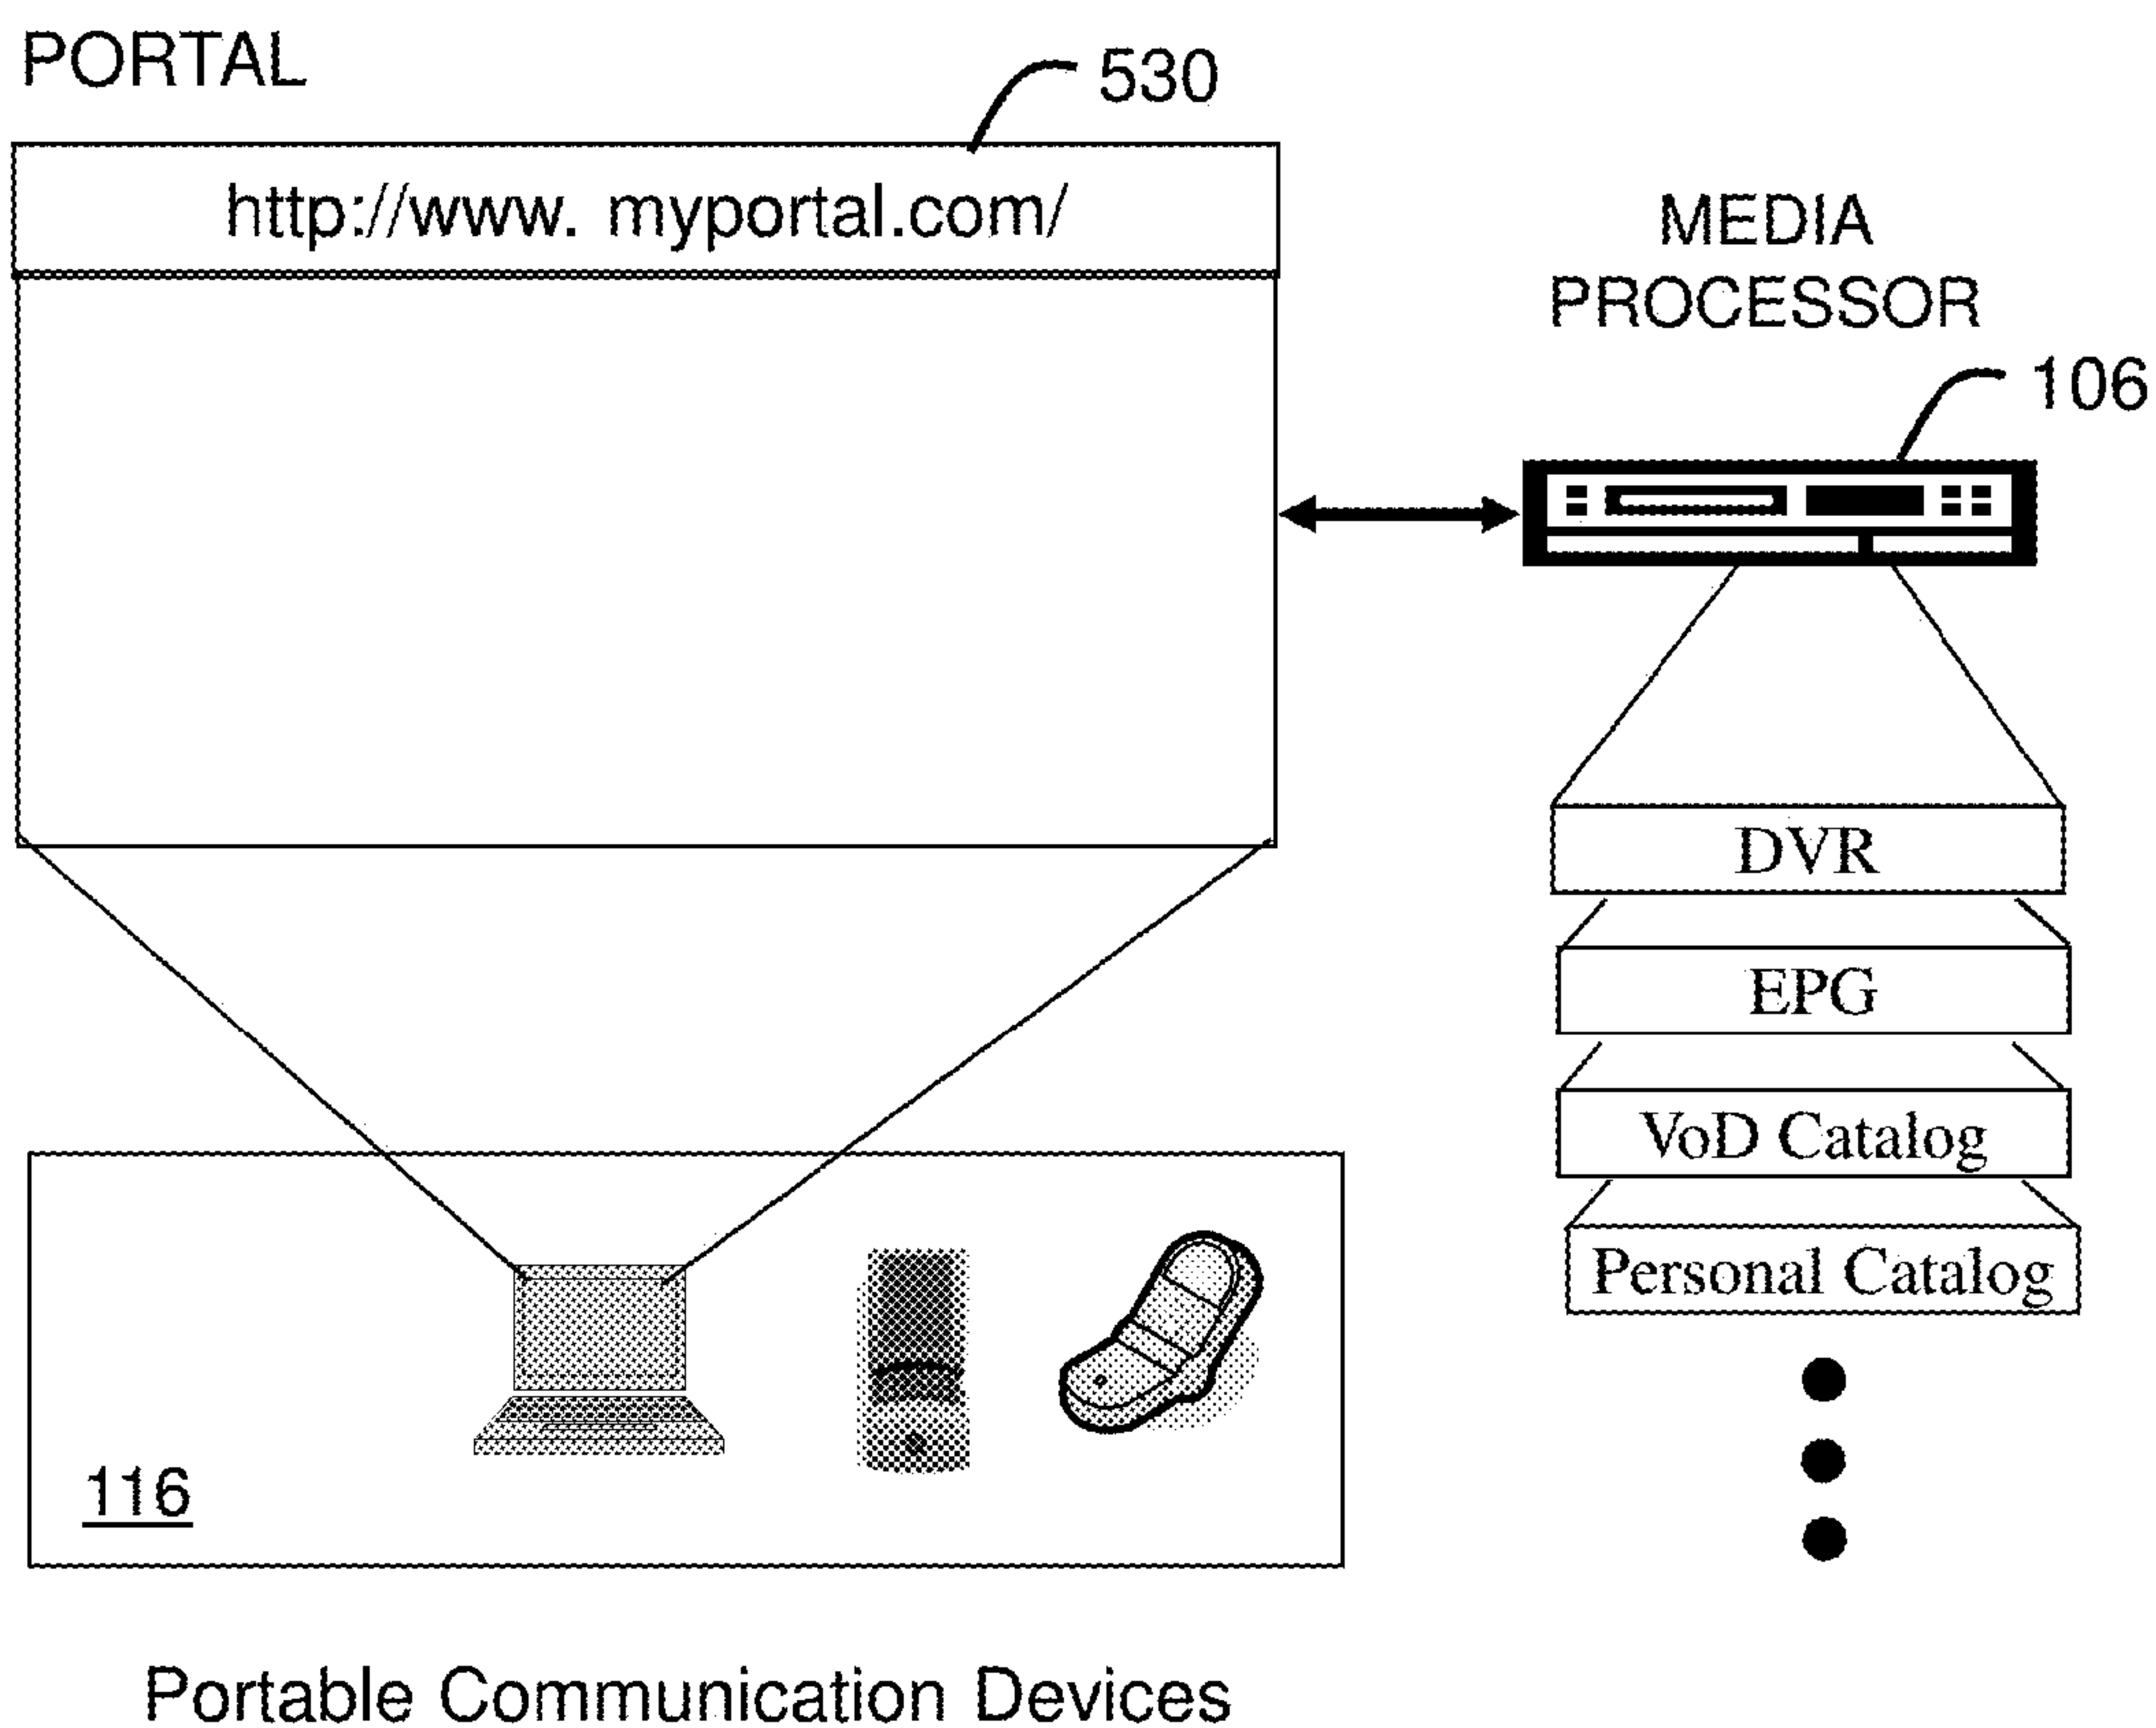 PORTAL
530
http://www. myportal.com/
MEDIA
PROCESSOR
106
DVR
EPG
VoD Catalog
Personal Catalog
116
Portable Communication Devices